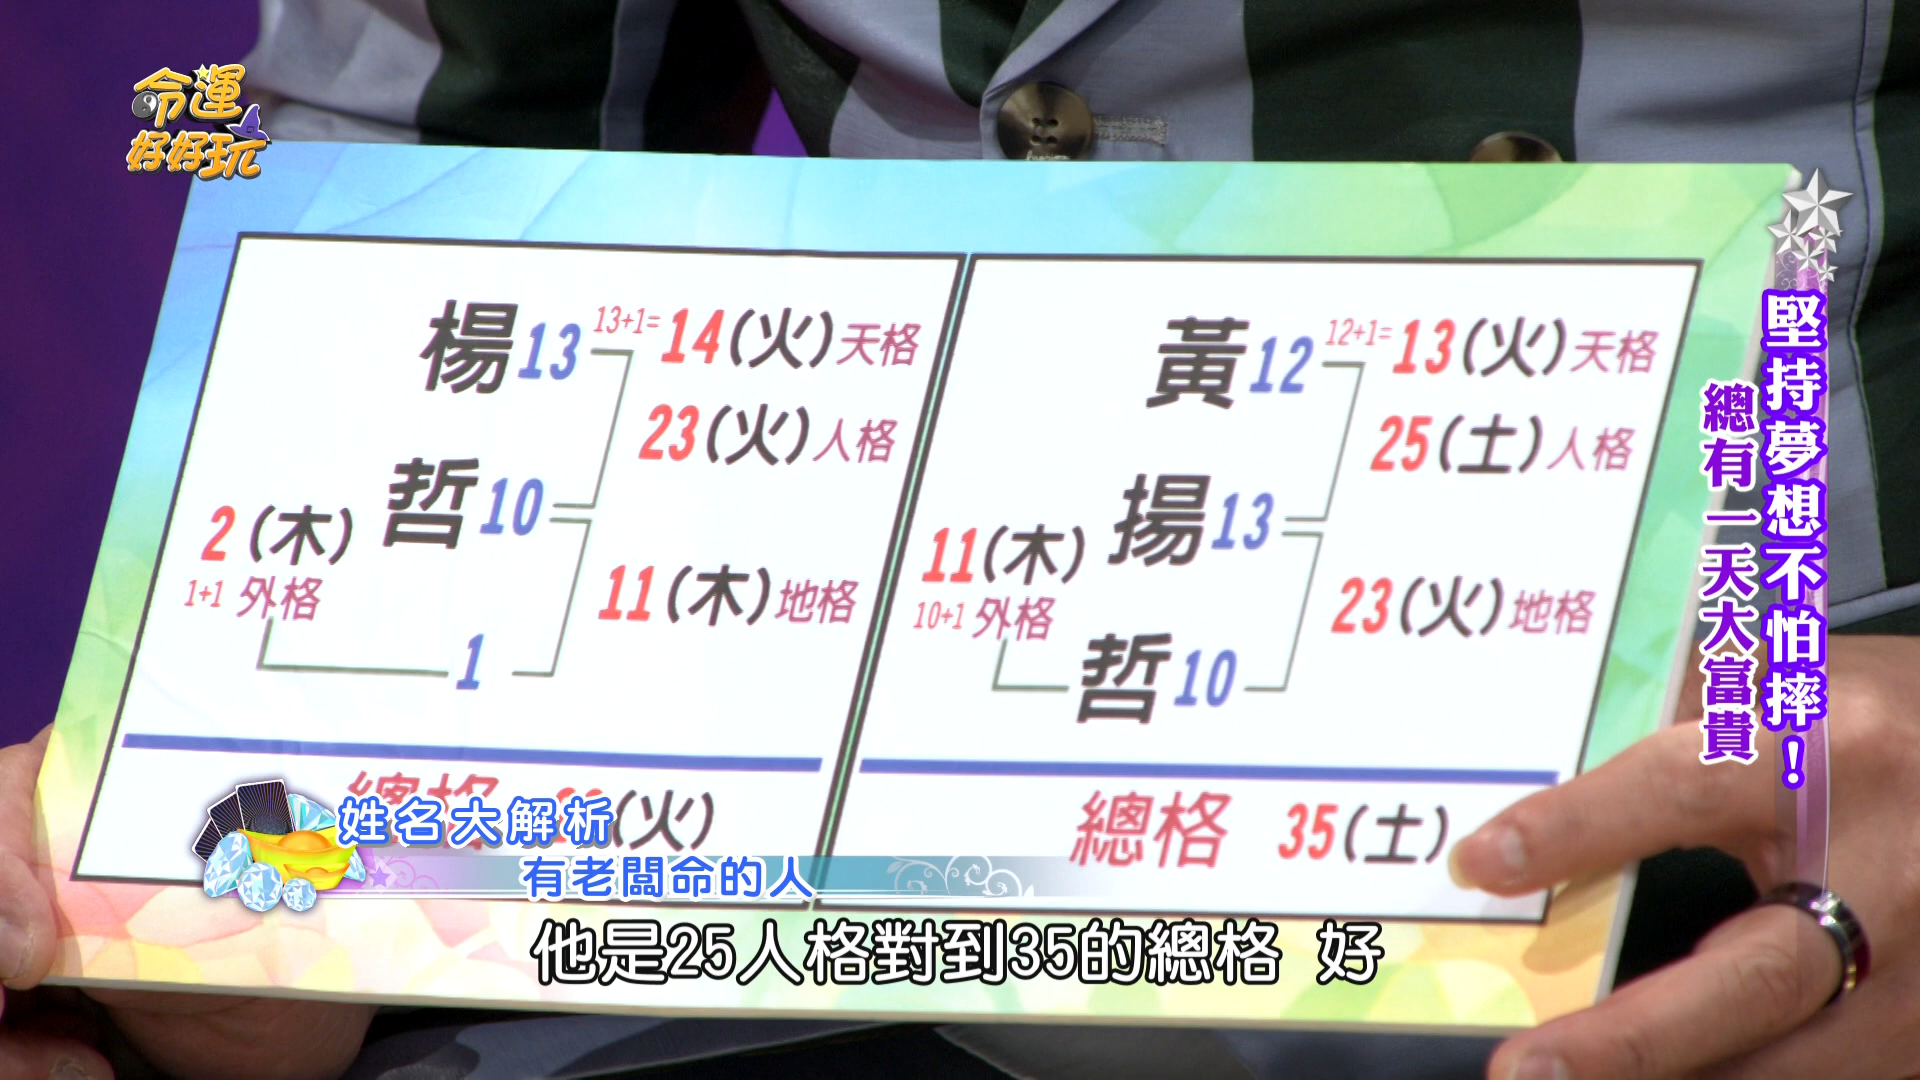 命運
好好玩
堅持夢想不怕摔！
總有一天大富貴
楊13 13+1=14(火)天格
23(火)人格
哲10
2(木)
1+1 外格
11(木)地格
1
黃12 12+1=13(火)天格
25(土)人格
揚13
11(木)
10+1 外格
23(火)地格
哲10
總格 (火)
總格 35(土)
姓名大解析
有老闆命的人
他是25人格對到35的總格 好